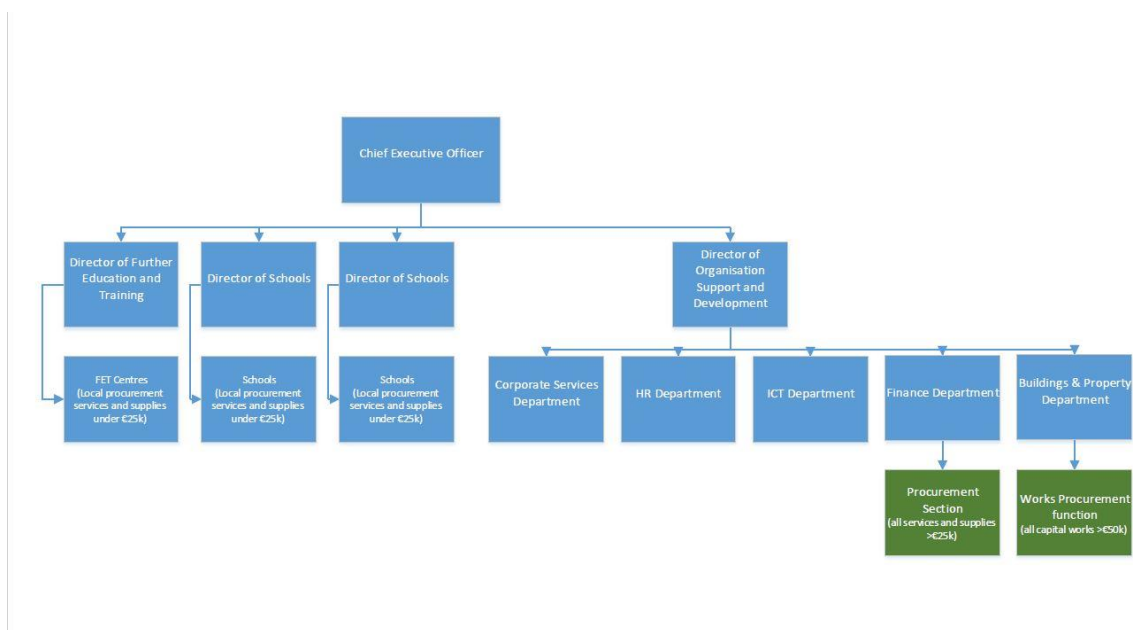 Chief Executive Officer
Director of Further
Education and
Training
Director of Schools
Director of Schools
Director of
Organisation
Support and
Development
FET Centres
(Local procurement
services and supplies
under €25k)
Schools
(Local procurement
services and supplies
under €25k)
Schools
(Local procurement
services and supplies
under €25k)
Corporate Services
Department
HR Department
ICT Department
Finance Department
Buildings & Property
Department
Procurement
Section
(all services and supplies
>€25k)
Works Procurement
function
(all capital works >€50k)